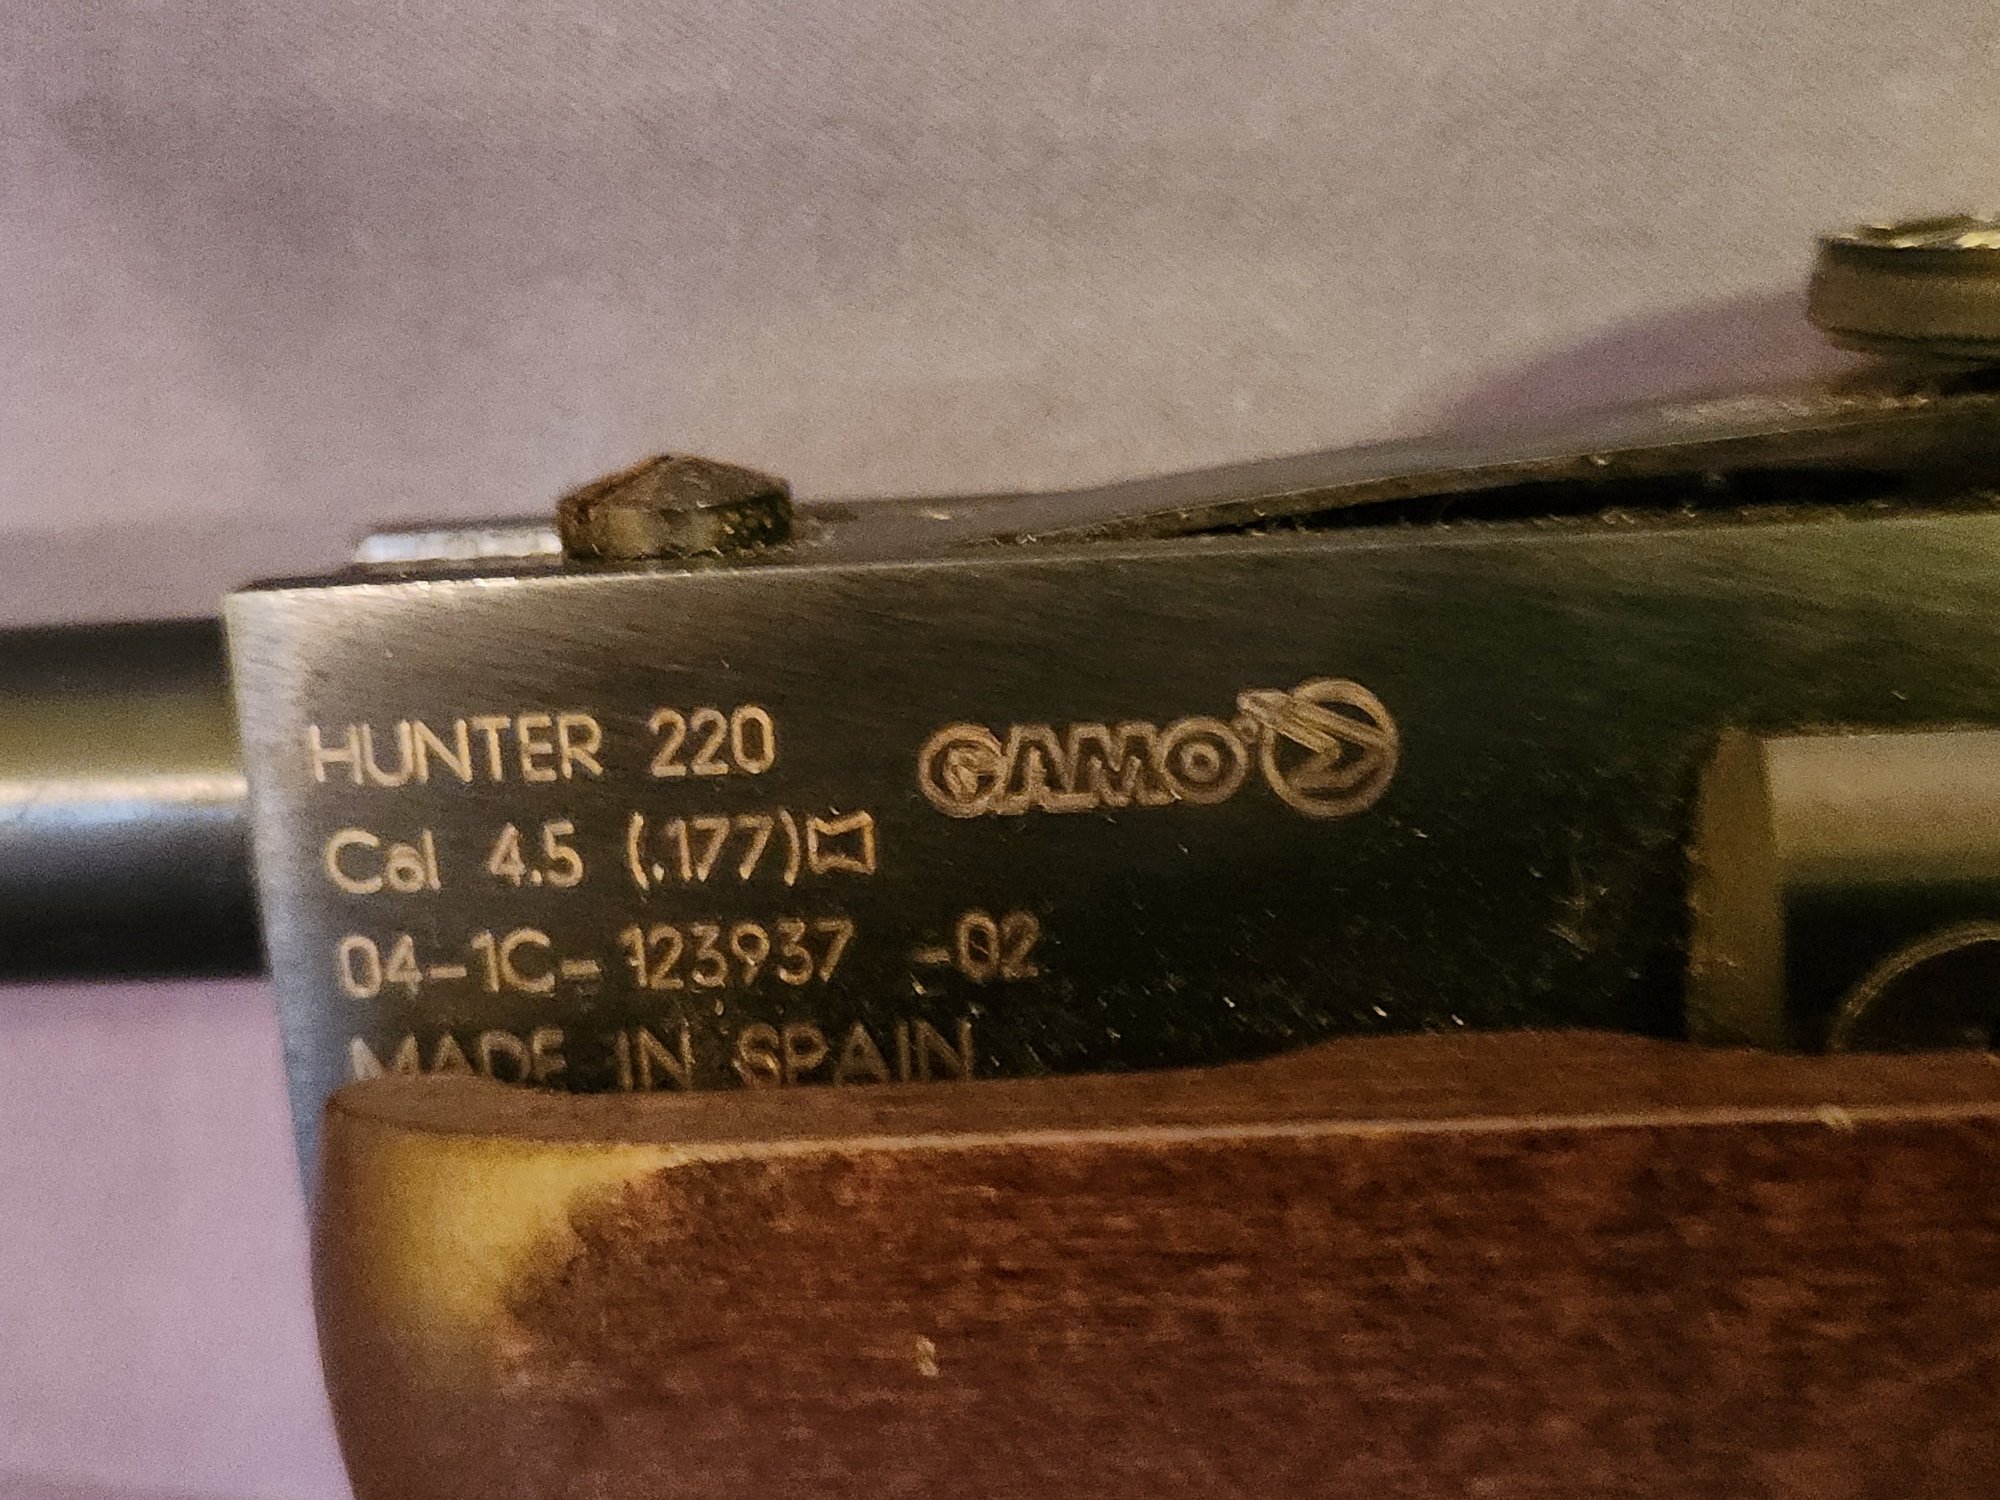 HUNTER 220
GAMO
Cal 4.5 (.177)
04-1C-123937 -02
MADE IN SPAIN